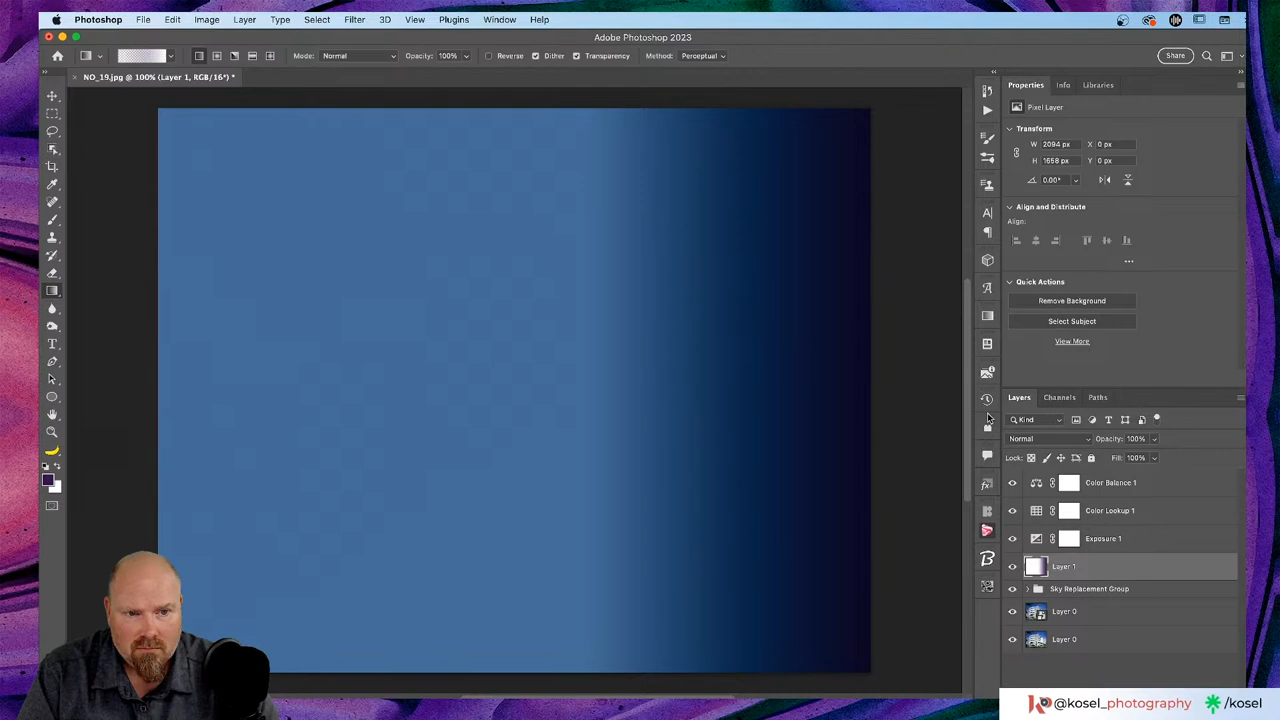 Photoshop File Edit Image Layer Type Select Filter 3D View Plugins Window Help
Adobe Photoshop 2023
Mode: Normal Opacity: 100% Reverse Dither Transparency Method: Perceptual Share
NO_19.jpg @ 100% (Layer 1, RGB/16*) *
Properties Info Libraries
Pixel Layer
Transform
W 2094 px X 0 px
H 1658 px Y 0 px
0.00°
Align and Distribute
Align:
Quick Actions
Remove Background
Select Subject
View More
Layers Channels Paths
Kind
Normal Opacity: 100%
Lock: Fill: 100%
Color Balance 1
Color Lookup 1
Exposure 1
Layer 1
Sky Replacement Group
Layer 0
Layer 0
@kosel_photography /kosel